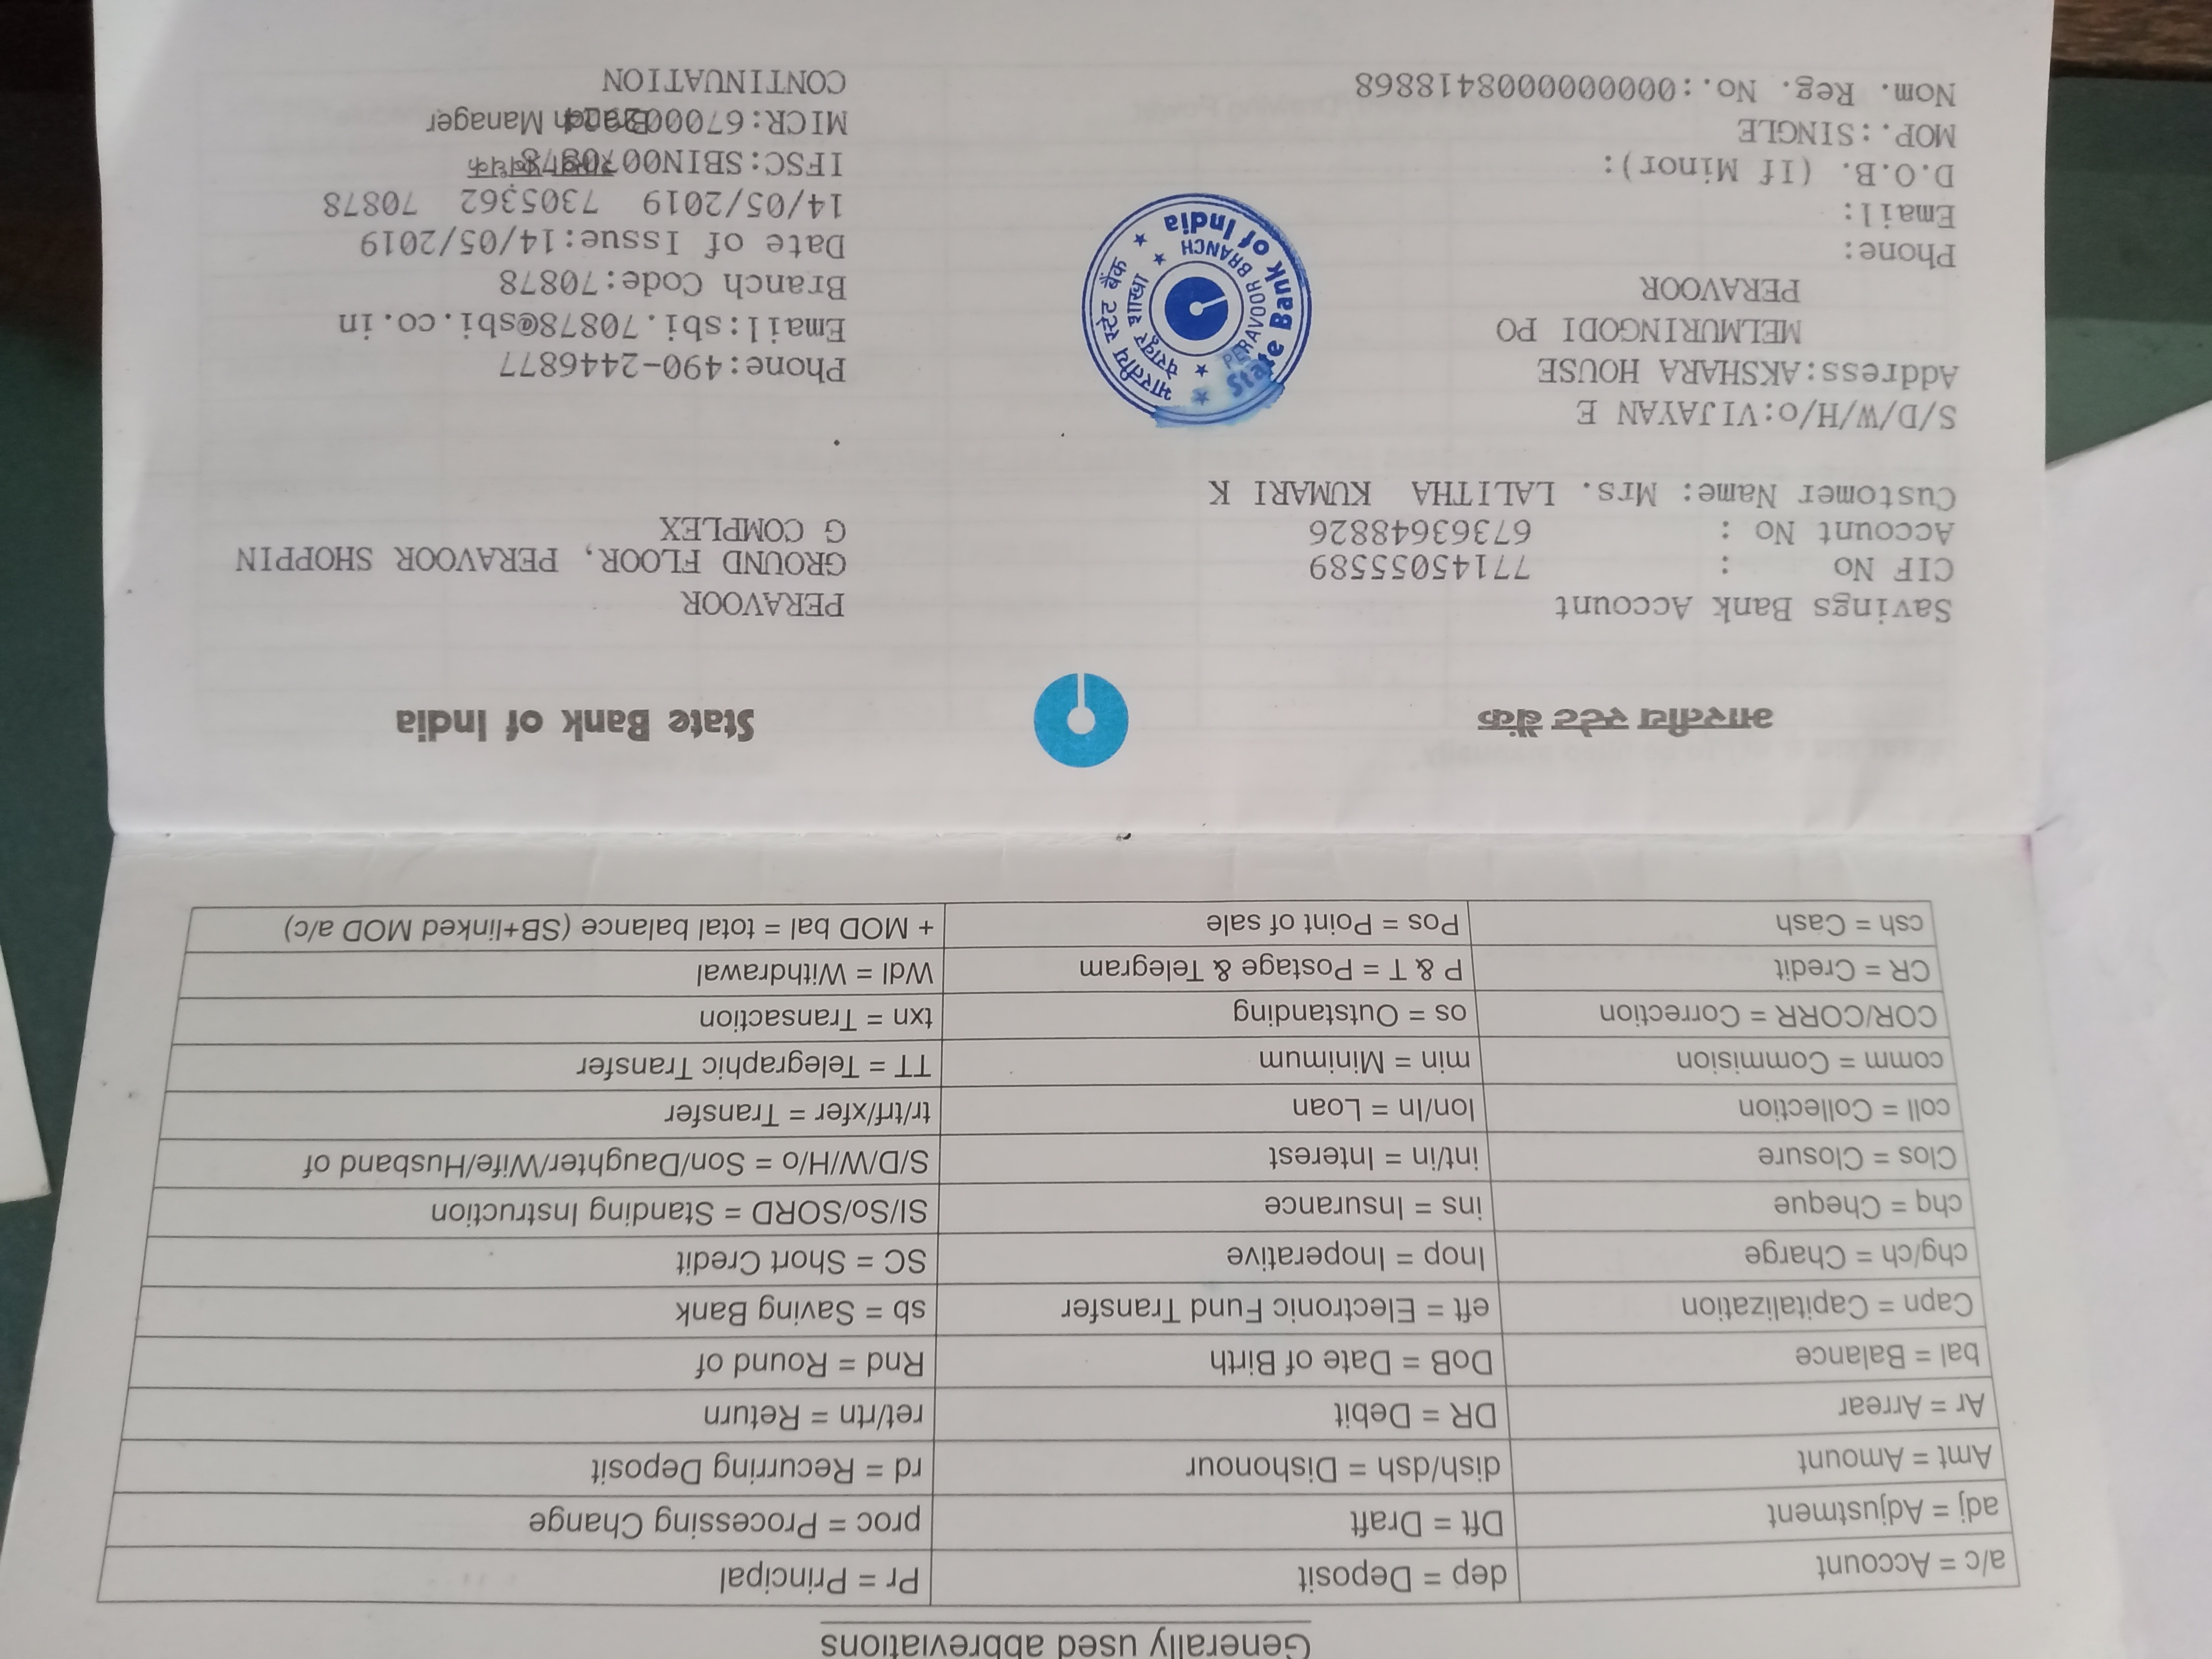 Generally used abbreviations
a/c = Account dep = Deposit Pr = Principal
adj = Adjustment Dft = Draft proc = Processing Change
Amt = Amount dish/dsh = Dishonour rd = Recurring Deposit
Ar = Arrear DR = Debit ret/rtn = Return
bal = Balance DoB = Date of Birth Rnd = Round of
Capn = Capitalization eft = Electronic Fund Transfer sb = Saving Bank
chg/ch = Charge Inop = Inoperative SC = Short Credit
chq = Cheque ins = Insurance SI/So/SORD = Standing Instruction
Clos = Closure int/in = Interest S/D/W/H/o = Son/Daughter/Wife/Husband of
coll = Collection lon/ln = Loan tr/trf/xfer = Transfer
comm = Commision min = Minimum TT = Telegraphic Transfer
COR/CORR = Correction os = Outstanding txn = Transaction
CR = Credit P & T = Postage & Telegram Wdl = Withdrawal
csh = Cash Pos = Point of sale + MOD bal = total balance (SB+linked MOD a/c)
भारतीय स्टेट बैंक
State Bank of India
Savings Bank Account
CIF No : 77145055589
Account No : 67363648826
Customer Name: Mrs. LALITHA KUMARI K
S/D/W/H/o:VIJAYAN E
Address:AKSHARA HOUSE
MELMURINGODI PO
PERAVOOR
Phone:
Email:
D.O.B. (If Minor):
MOP.:SINGLE
Nom. Reg. No.:0000000008418868
भारतीय स्टेट बैंक
पेरावूर शाखा
PERAVOOR BRANCH
State Bank of India
PERAVOOR
GROUND FLOOR, PERAVOOR SHOPPIN
G COMPLEX
Phone:490-2446877
Email:sbi.70878@sbi.co.in
Branch Code:70878
Date of Issue:14/05/2019
14/05/2019 7305362 70878
IFSC:SBIN0070878
MICR:
Branch Manager
CONTINUATION